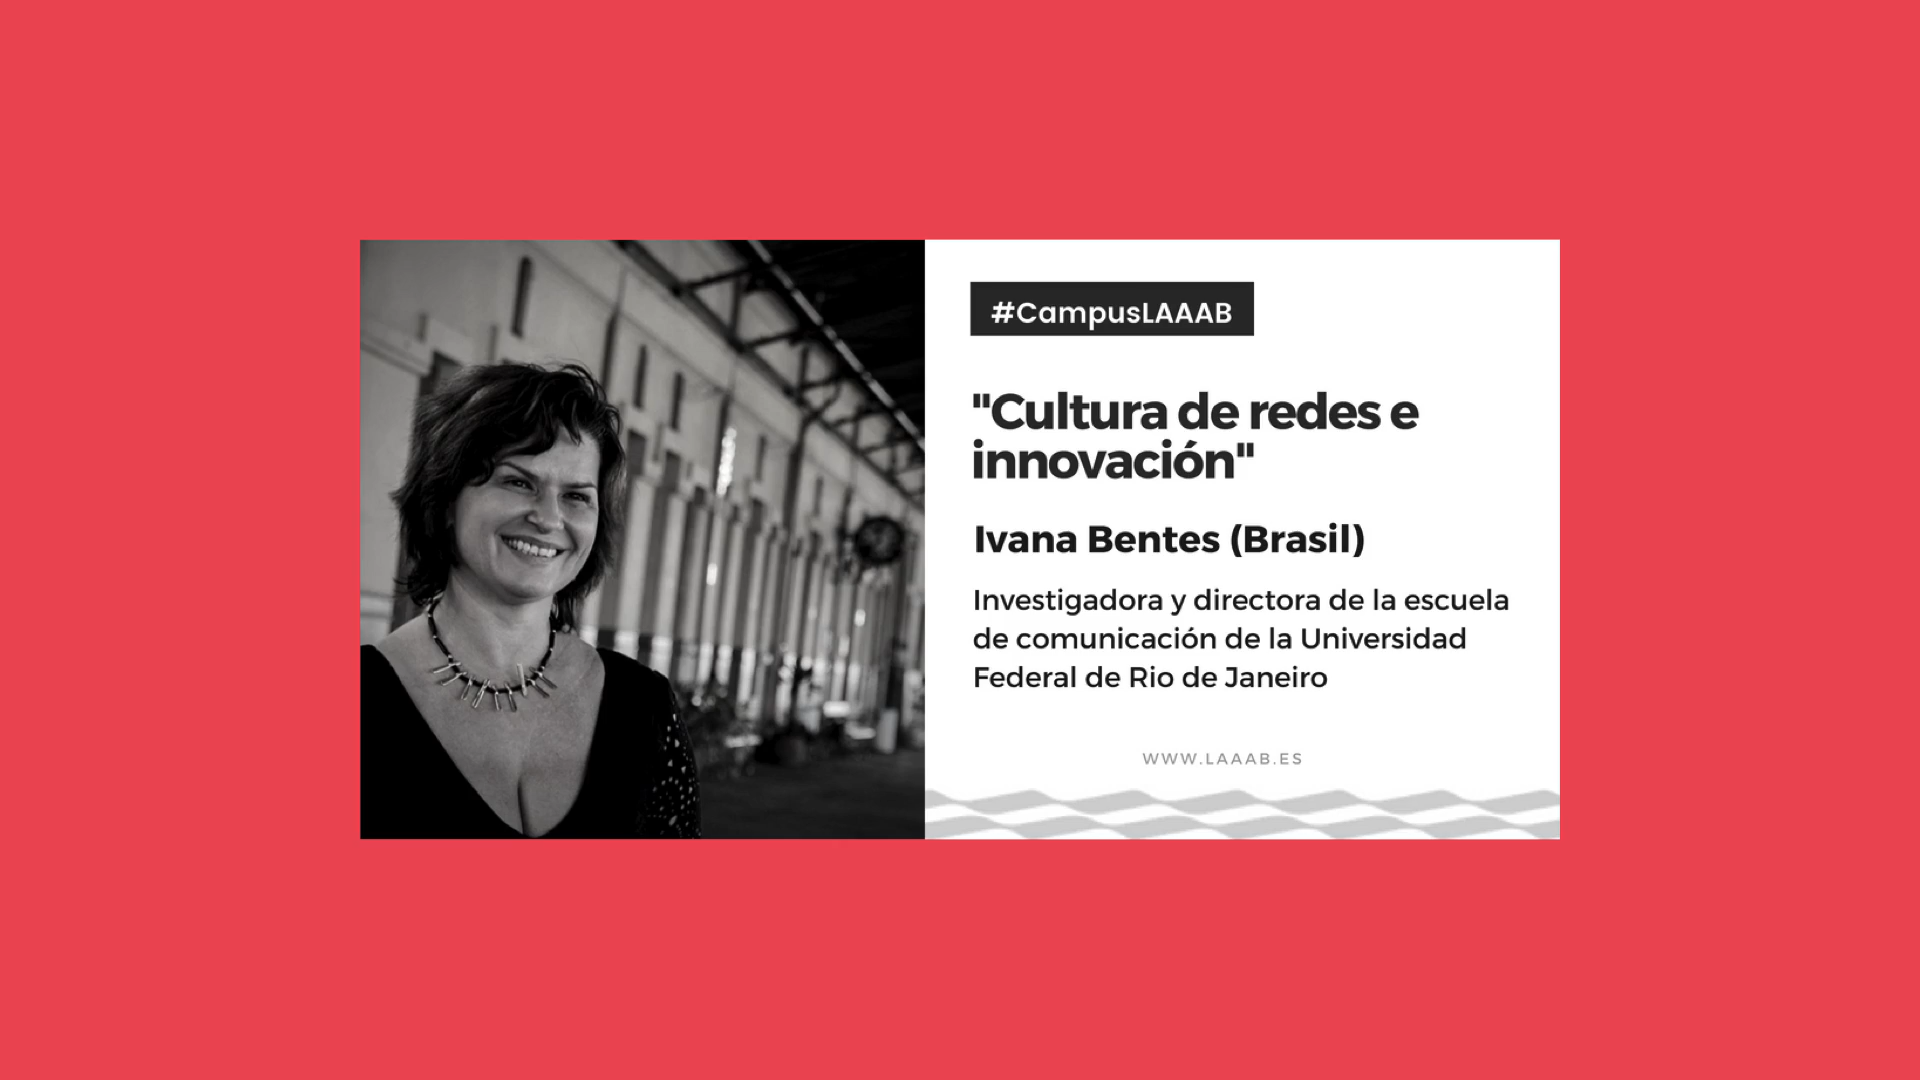 #CampusLAAAB
"Cultura de redes e
innovación"
Ivana Bentes (Brasil)
Investigadora y directora de la escuela
de comunicación de la Universidad
Federal de Rio de Janeiro
WWW.LAAAB.ES